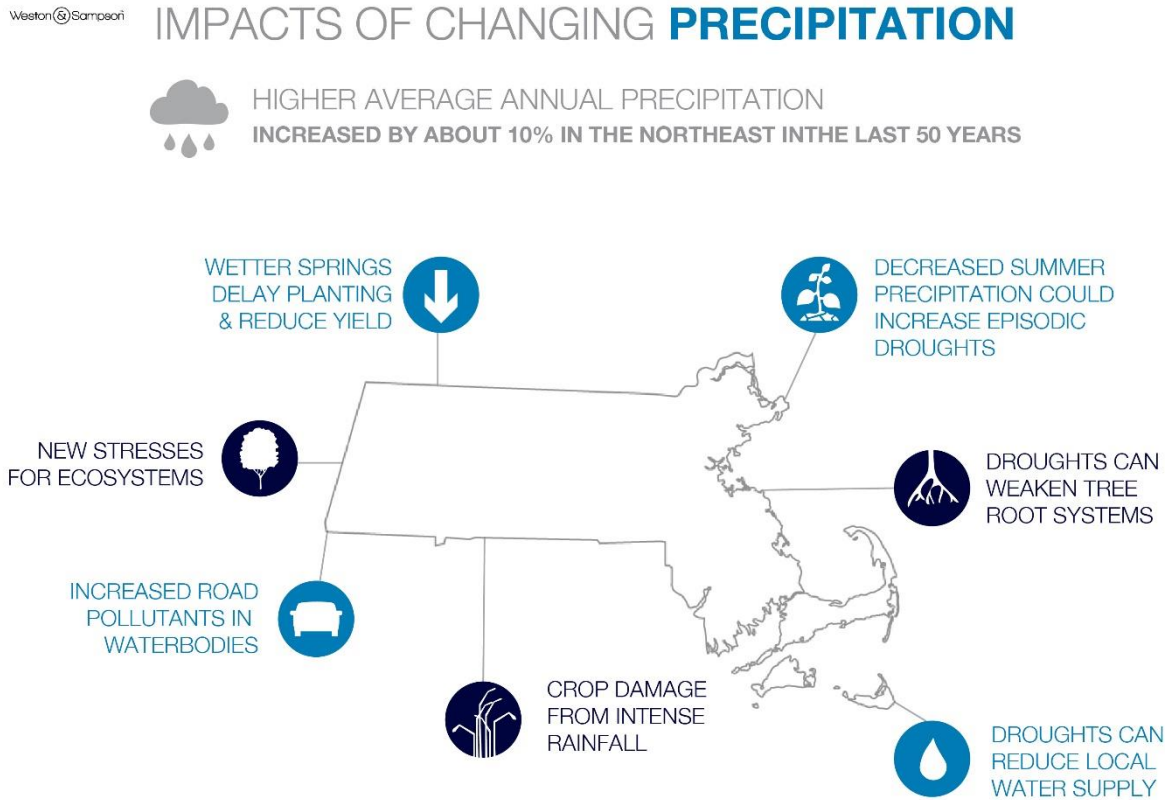 Weston & Sampson
IMPACTS OF CHANGING PRECIPITATION
HIGHER AVERAGE ANNUAL PRECIPITATION
INCREASED BY ABOUT 10% IN THE NORTHEAST INTHE LAST 50 YEARS
WETTER SPRINGS
DELAY PLANTING
& REDUCE YIELD
DECREASED SUMMER
PRECIPITATION COULD
INCREASE EPISODIC
DROUGHTS
NEW STRESSES
FOR ECOSYSTEMS
DROUGHTS CAN
WEAKEN TREE
ROOT SYSTEMS
INCREASED ROAD
POLLUTANTS IN
WATERBODIES
CROP DAMAGE
FROM INTENSE
RAINFALL
DROUGHTS CAN
REDUCE LOCAL
WATER SUPPLY